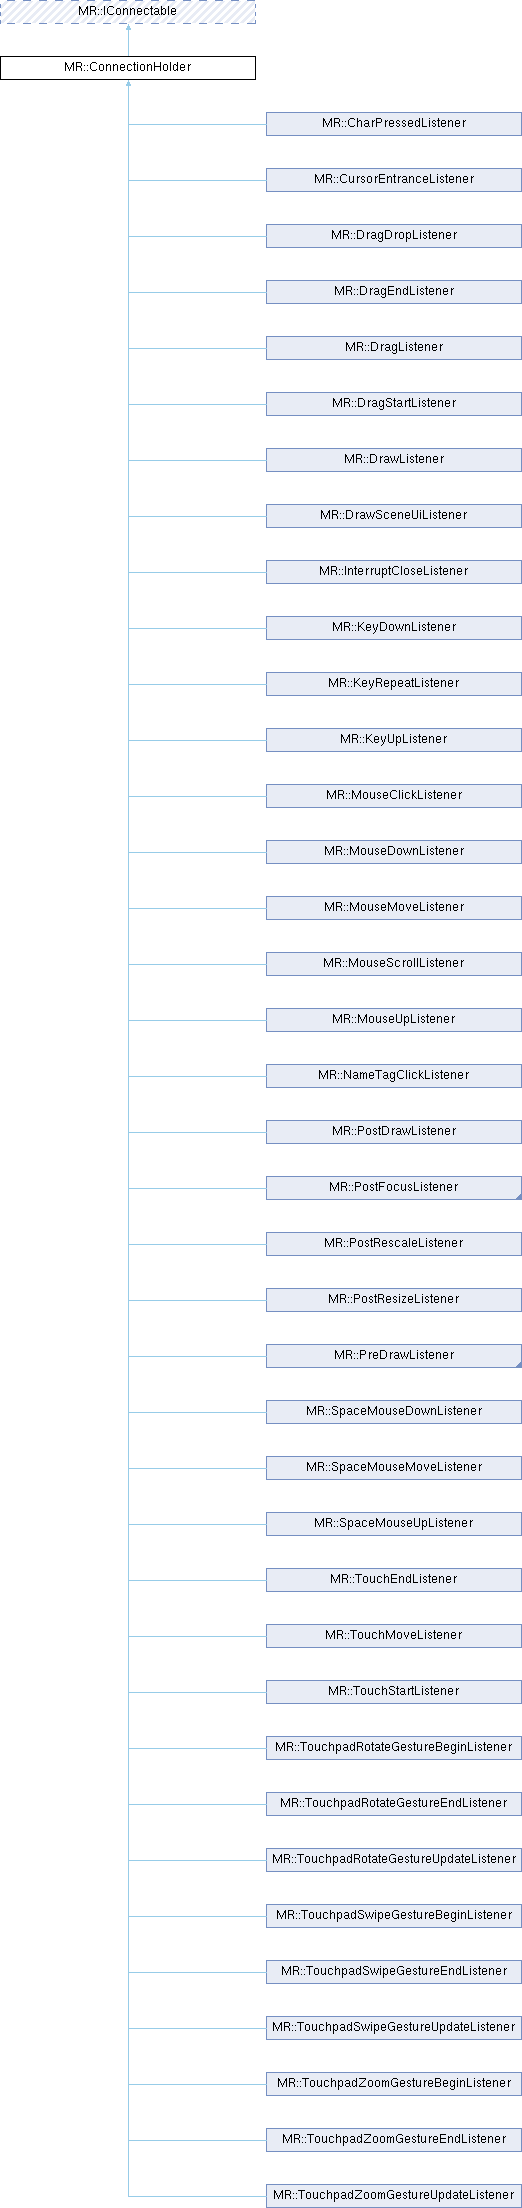 MR::IConnectable
MR::ConnectionHolder
MR::CharPressedListener
MR::CursorEntranceListener
MR::DragDropListener
MR::DragEndListener
MR::DragListener
MR::DragStartListener
MR::DrawListener
MR::DrawSceneUiListener
MR::InterruptCloseListener
MR::KeyDownListener
MR::KeyRepeatListener
MR::KeyUpListener
MR::MouseClickListener
MR::MouseDownListener
MR::MouseMoveListener
MR::MouseScrollListener
MR::MouseUpListener
MR::NameTagClickListener
MR::PostDrawListener
MR::PostFocusListener
MR::PostRescaleListener
MR::PostResizeListener
MR::PreDrawListener
MR::SpaceMouseDownListener
MR::SpaceMouseMoveListener
MR::SpaceMouseUpListener
MR::TouchEndListener
MR::TouchMoveListener
MR::TouchStartListener
MR::TouchpadRotateGestureBeginListener
MR::TouchpadRotateGestureEndListener
MR::TouchpadRotateGestureUpdateListener
MR::TouchpadSwipeGestureBeginListener
MR::TouchpadSwipeGestureEndListener
MR::TouchpadSwipeGestureUpdateListener
MR::TouchpadZoomGestureBeginListener
MR::TouchpadZoomGestureEndListener
MR::TouchpadZoomGestureUpdateListener